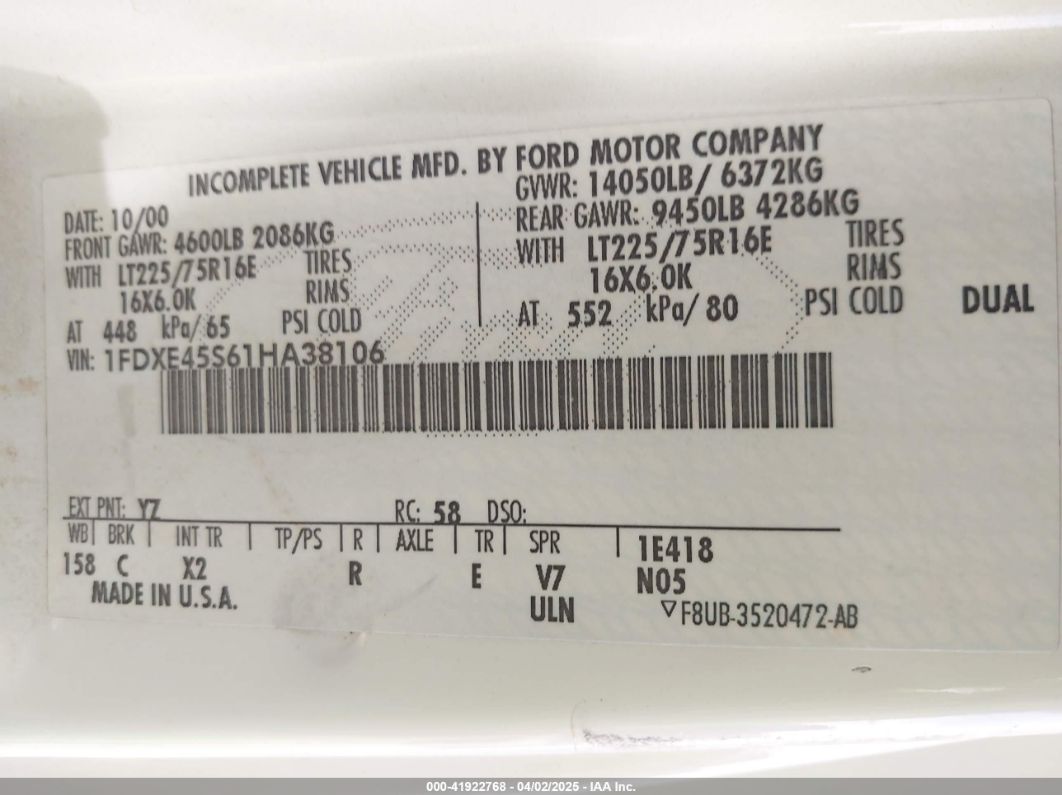 INCOMPLETE VEHICLE MFD. BY FORD MOTOR COMPANY
DATE: 10/00 GVWR: 14050LB/ 6372KG
FRONT GAWR: 4600LB 2086KG REAR GAWR: 9450LB 4286KG
WITH LT225/75R16E TIRES WITH LT225/75R16E TIRES
16X6.0K RIMS 16X6.0K RIMS
AT 448 kPa/65 PSI COLD AT 552 kPa/ 80 PSI COLD DUAL
VIN: 1FDXE45S61HA38106
EXT PNT: YZ RC: 58 DSO:
WB BRK INT TR TP/PS R AXLE TR SPR 1E418
158 C X2 R E V7 N05
MADE IN U.S.A. ULN F8UB-3520472-AB
000-41922768 - 04/02/2025 - IAA Inc.